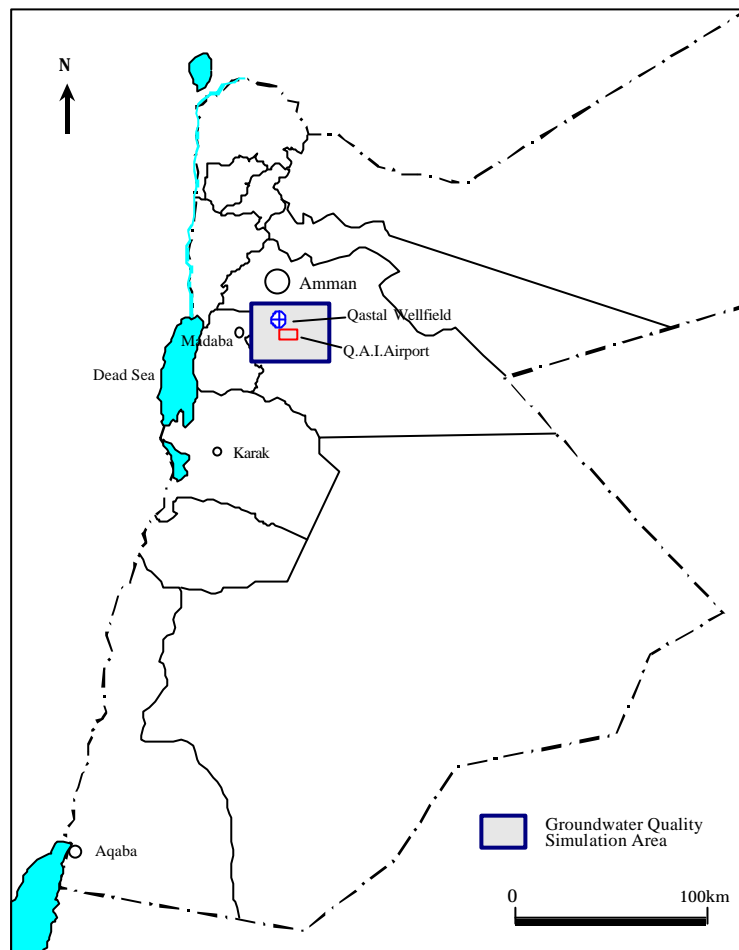 N
Amman
Qastal Wellfield
Madaba
Q.A.I.Airport
Dead Sea
Karak
Groundwater Quality
Simulation Area
Aqaba
0 100km